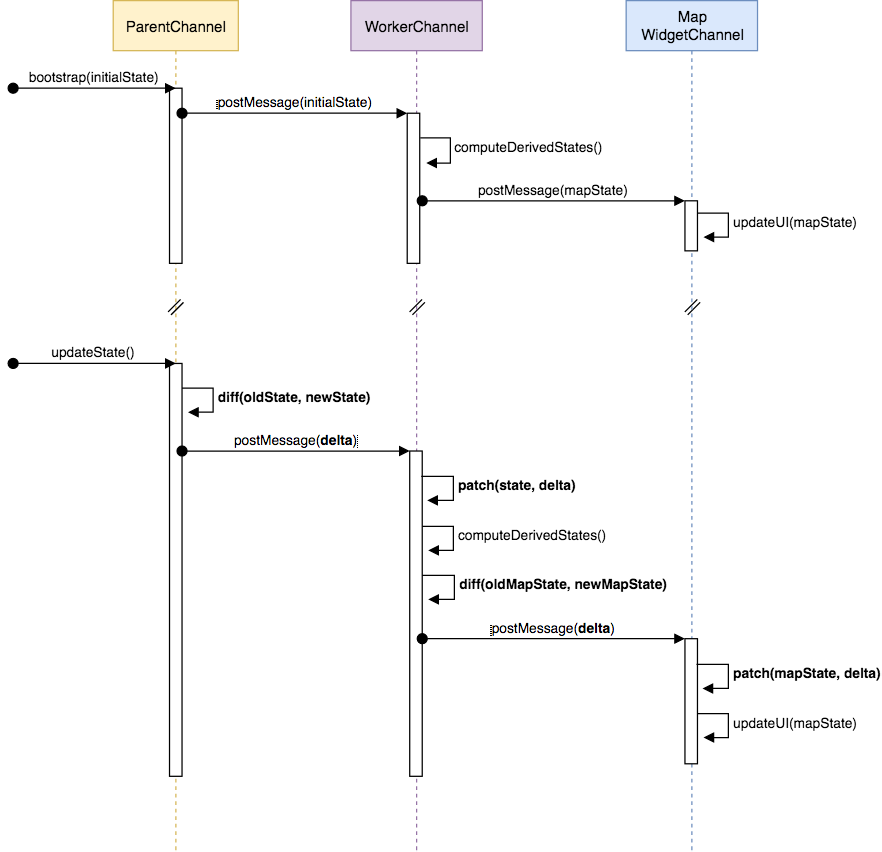 ParentChannel
WorkerChannel
Map
WidgetChannel
bootstrap(initialState)
postMessage(initialState)
computeDerivedStates()
postMessage(mapState)
updateUI(mapState)
updateState()
diff(oldState, newState)
postMessage(delta)
patch(state, delta)
computeDerivedStates()
diff(oldMapState, newMapState)
postMessage(delta)
patch(mapState, delta)
updateUI(mapState)